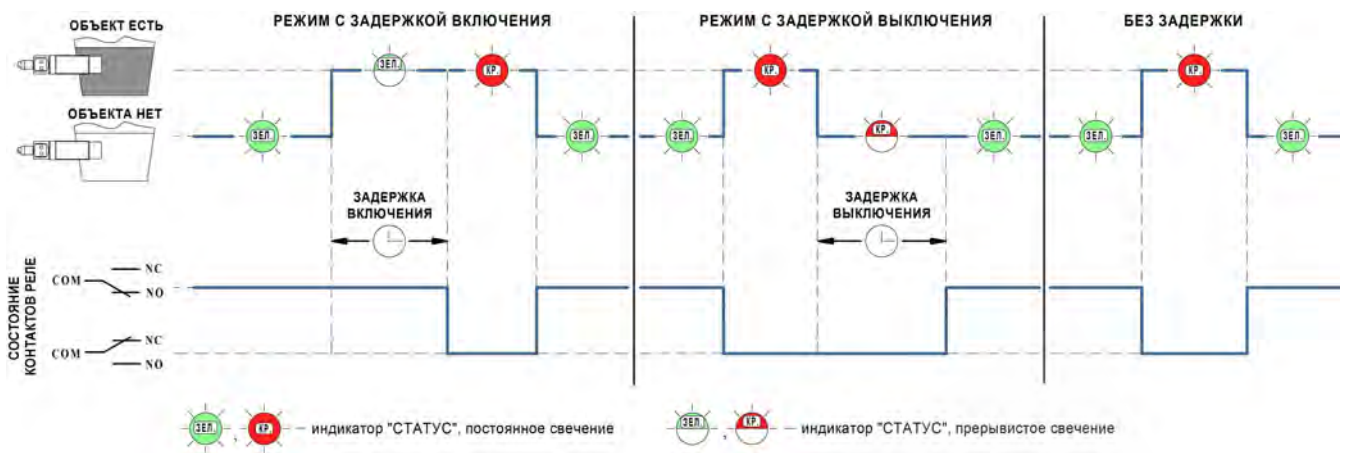 ОБЪЕКТ ЕСТЬ
РЕЖИМ С ЗАДЕРЖКОЙ ВКЛЮЧЕНИЯ
РЕЖИМ С ЗАДЕРЖКОЙ ВЫКЛЮЧЕНИЯ
БЕЗ ЗАДЕРЖКИ
ЗЕЛ.
КР.
КР.
КР.
ОБЪЕКТА НЕТ
ЗЕЛ.
ЗЕЛ.
ЗЕЛ.
КР.
ЗЕЛ.
ЗЕЛ.
ЗЕЛ.
ЗАДЕРЖКА
ВКЛЮЧЕНИЯ
ЗАДЕРЖКА
ВЫКЛЮЧЕНИЯ
СОСТОЯНИЕ
КОНТАКТОВ РЕЛЕ
NC
COM
NO
NC
COM
NO
ЗЕЛ. , КР. – индикатор "СТАТУС", постоянное свечение
ЗЕЛ. , КР. – индикатор "СТАТУС", прерывистое свечение